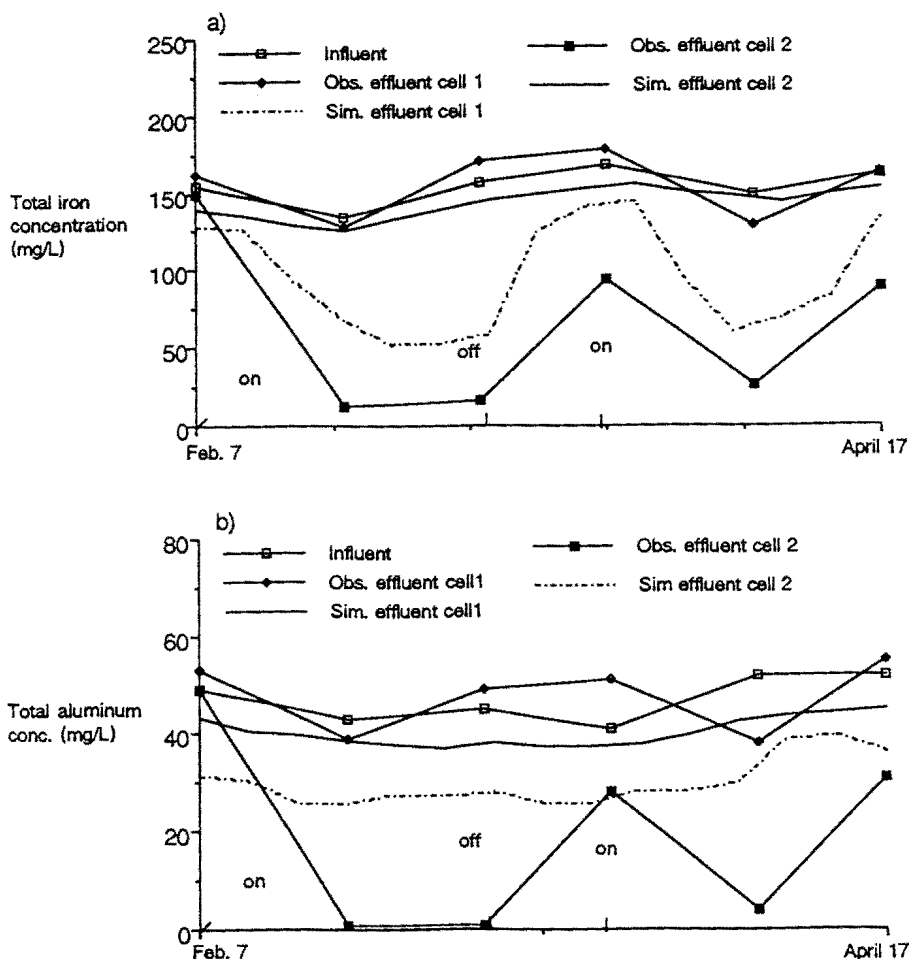 a)
250
200
150
100
50
0
Influent
Obs. effluent cell 1
Sim. effluent cell 1
Obs. effluent cell 2
Sim. effluent cell 2
Total iron
concentration
(mg/L)
on
off
on
Feb. 7
April 17
b)
80
60
40
20
0
Influent
Obs. effluent cell1
Sim. effluent cell1
Obs. effluent cell 2
Sim effluent cell 2
Total aluminum
conc. (mg/L)
on
off
on
Feb. 7
April 17